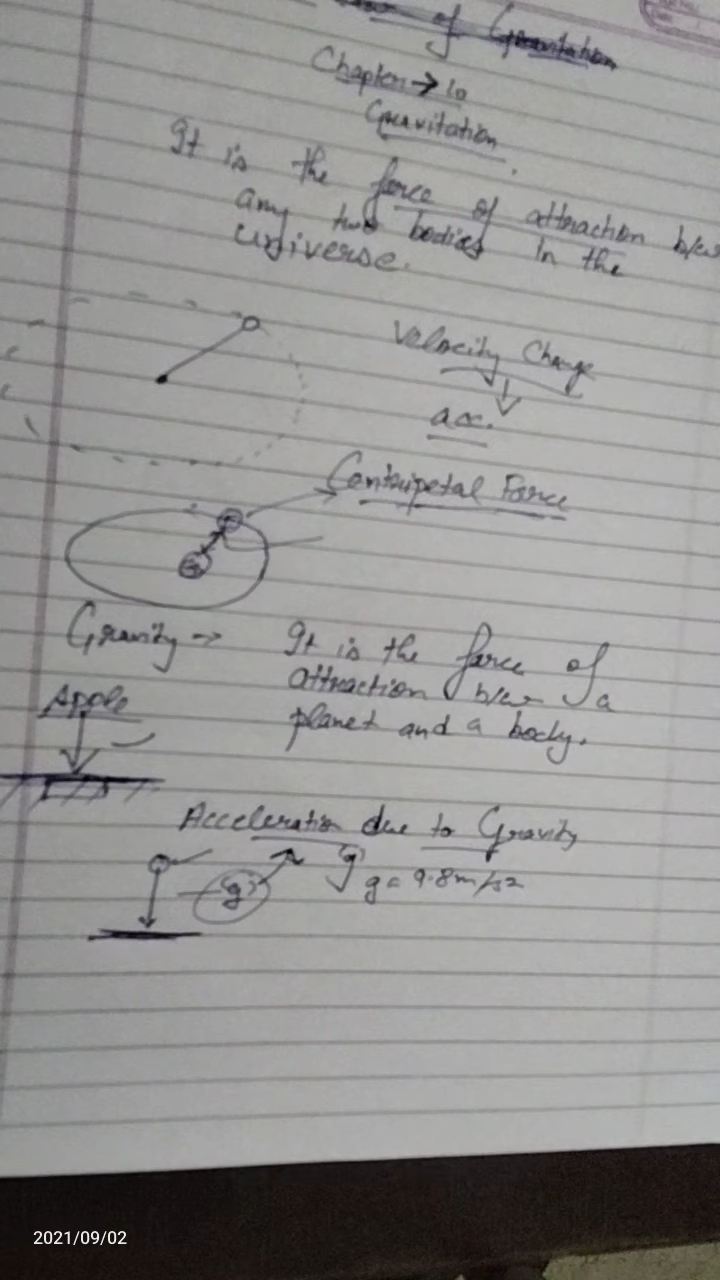 of Gravitation
Chapter → 10
Gravitation
It is the force of attraction b/w
any two bodies in the
universe.
Velocity Change
acc.
Centripetal Force
Gravity → It is the force of
attraction b/w a
planet and a body.
Apple
Acceleration due to Gravity
'g'
g = 9.8m/s2
2021/09/02